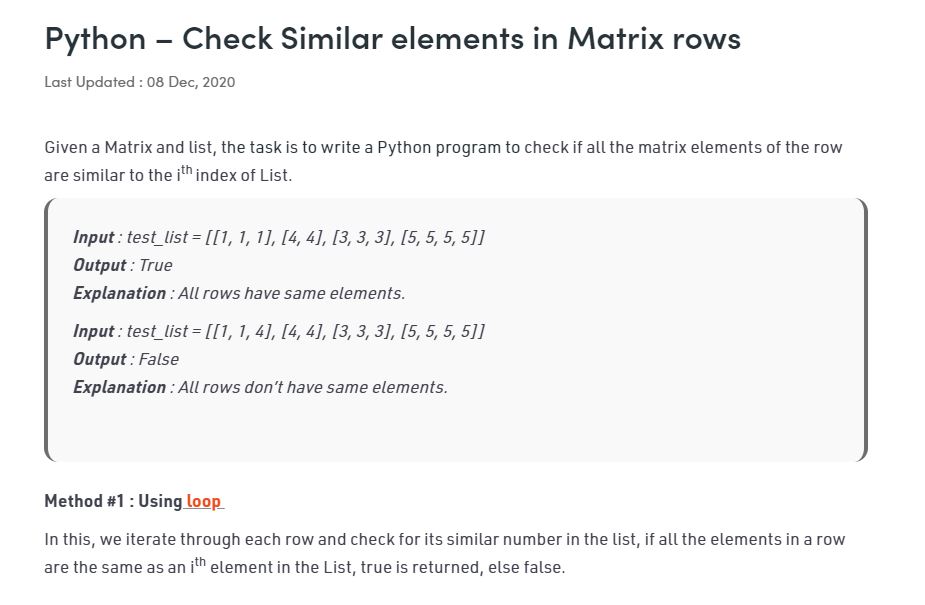 Python – Check Similar elements in Matrix rows
Last Updated : 08 Dec, 2020
Given a Matrix and list, the task is to write a Python program to check if all the matrix elements of the row
are similar to the ith index of List.
Input : test_list = [[1, 1, 1], [4, 4], [3, 3, 3], [5, 5, 5, 5]]
Output : True
Explanation : All rows have same elements.
Input : test_list = [[1, 1, 4], [4, 4], [3, 3, 3], [5, 5, 5, 5]]
Output : False
Explanation : All rows don’t have same elements.
Method #1 : Using loop
In this, we iterate through each row and check for its similar number in the list, if all the elements in a row
are the same as an ith element in the List, true is returned, else false.